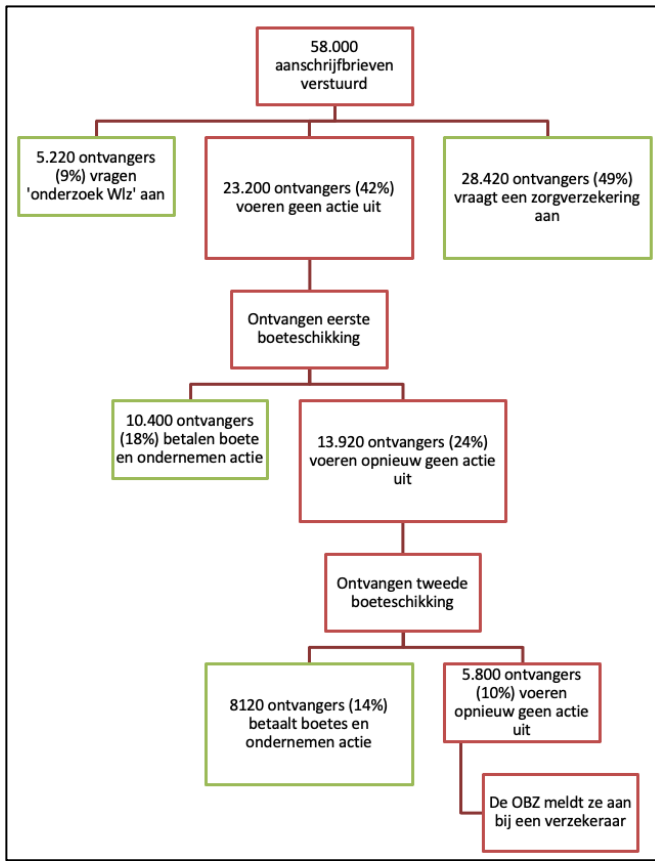 58.000
aanschrijfbrieven
verstuurd
5.220 ontvangers
(9%) vragen
'onderzoek Wlz' aan
23.200 ontvangers (42%)
voeren geen actie uit
28.420 ontvangers (49%)
vraagt een zorgverzekering
aan
Ontvangen eerste
boeteschikking
10.400 ontvangers
(18%) betalen boete
en ondernemen actie
13.920 ontvangers (24%)
voeren opnieuw geen actie
uit
Ontvangen tweede
boeteschikking
8120 ontvangers (14%)
betaalt boetes en
ondernemen actie
5.800 ontvangers
(10%) voeren
opnieuw geen actie
uit
De OBZ meldt ze aan
bij een verzekeraar